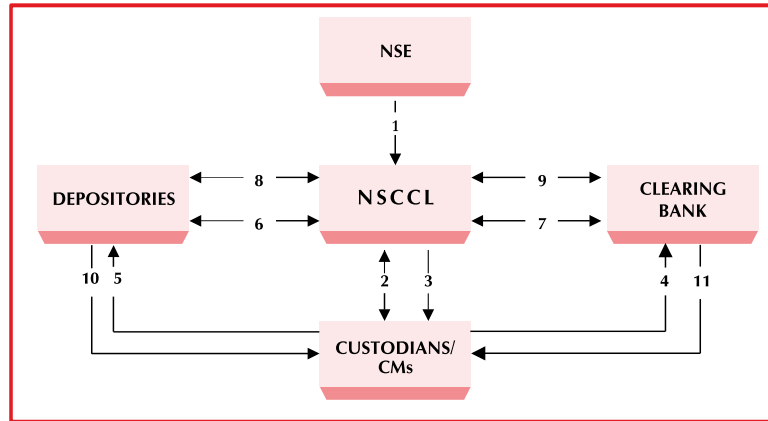 NSE
1
DEPOSITORIES
8
6
NSCCL
9
7
CLEARING
BANK
10
5
2
3
4
11
CUSTODIANS/
CMs